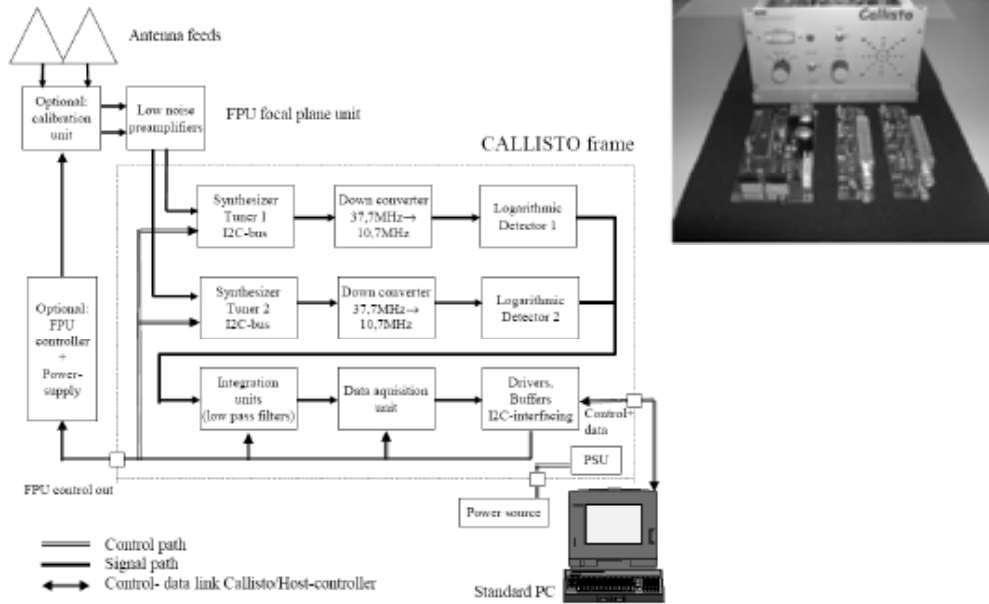 Antenna feeds
Callisto
Optional:
calibration
unit
Low noise
preamplifiers
FPU focal plane unit
CALLISTO frame
Synthesizer
Tuner 1
I2C-bus
Down converter
37,7MHz→
10,7MHz
Logarithmic
Detector 1
Optional:
FPU
controller
+
Power-
supply
Synthesizer
Tuner 2
I2C-bus
Down converter
37,7MHz→
10,7MHz
Logarithmic
Detector 2
Integration
units
(low pass filters)
Data aquisition
unit
Drivers,
Buffers
I2C-interfacing
Control+
data
PSU
FPU control out
Power source
Control path
Signal path
Control- data link Callisto/Host-controller
Standard PC